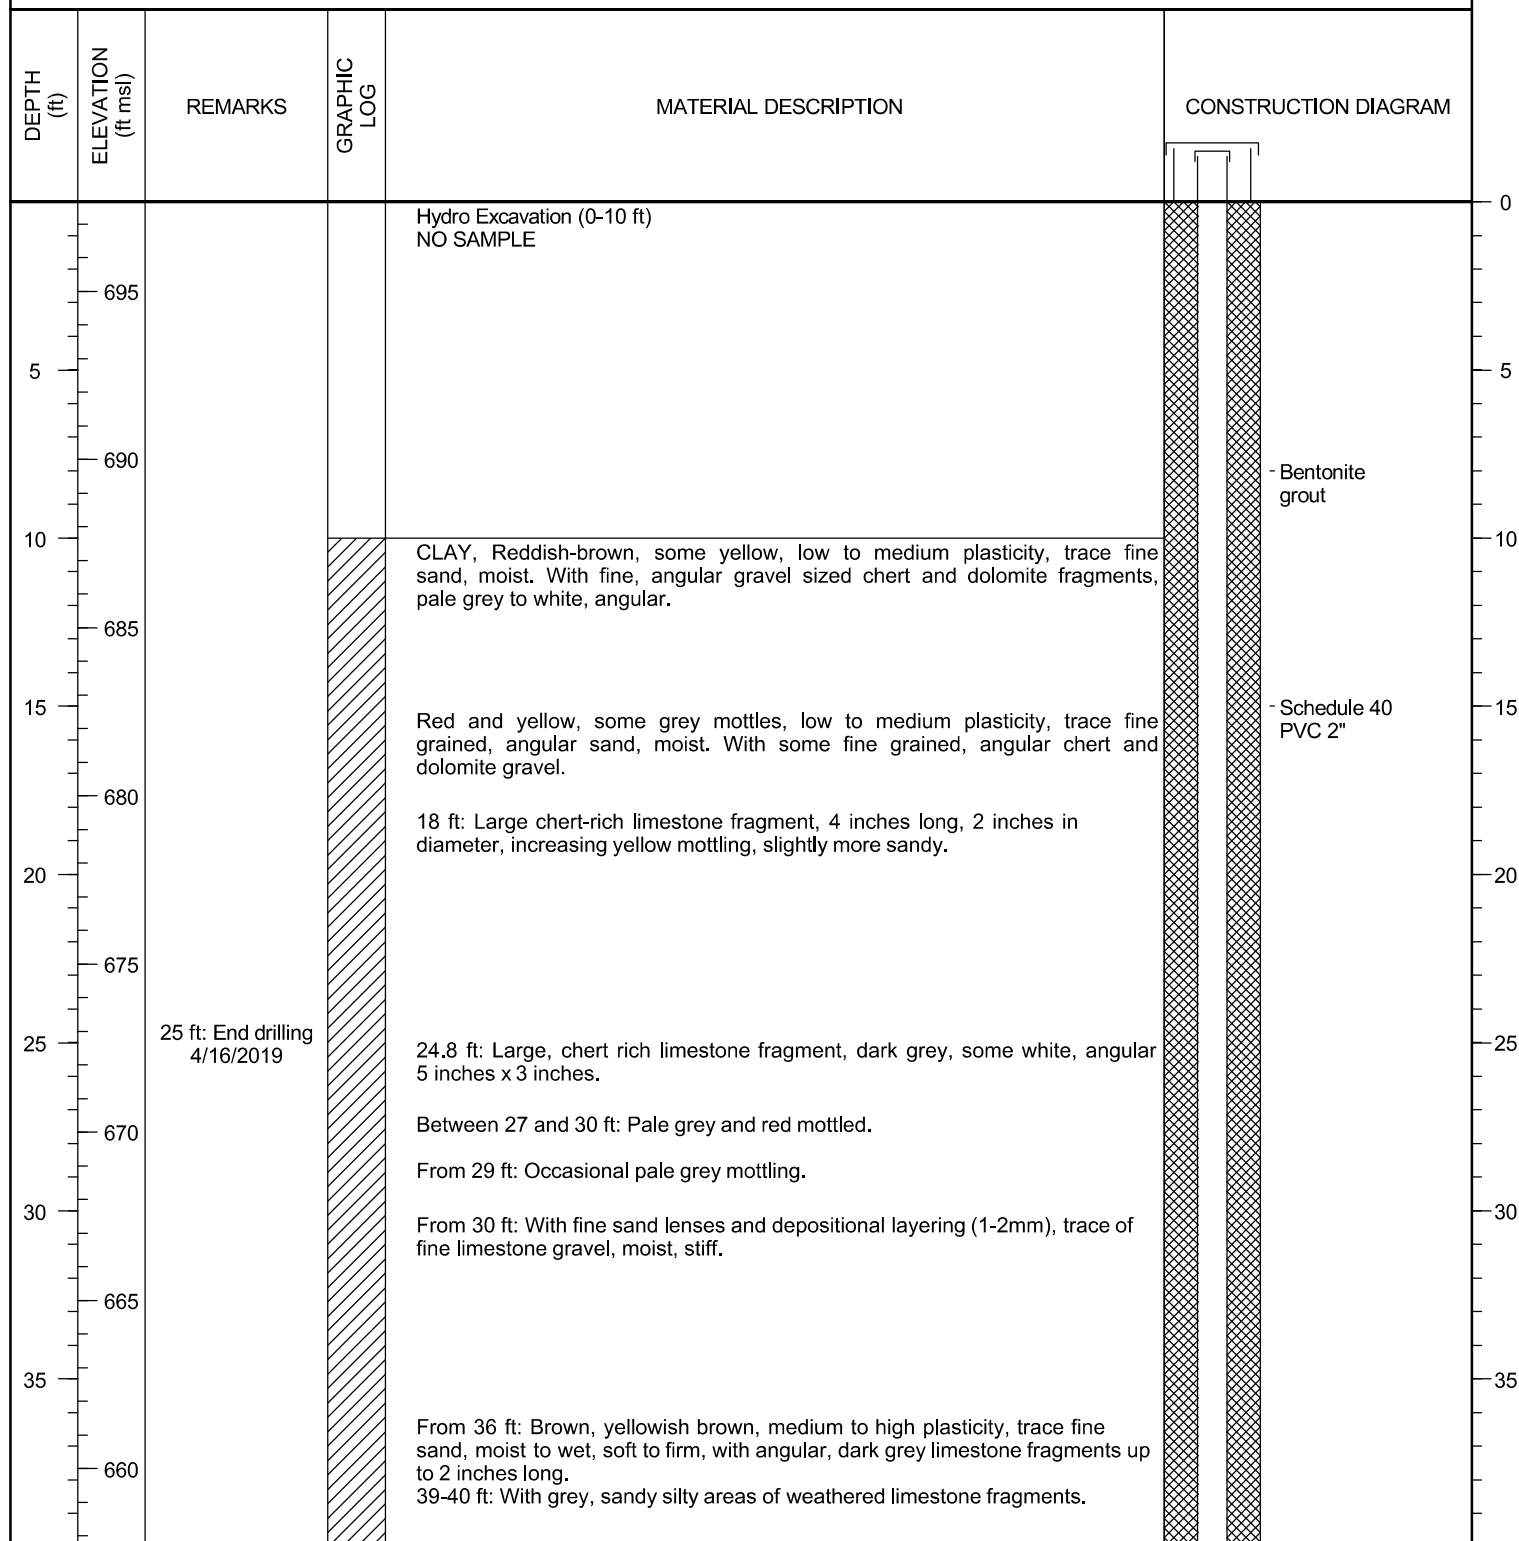 DEPTH
(ft)
ELEVATION
(ft msl)
REMARKS
GRAPHIC
LOG
MATERIAL DESCRIPTION
CONSTRUCTION DIAGRAM
0
Hydro Excavation (0-10 ft)
NO SAMPLE
695
5
5
690
Bentonite
grout
10
10
CLAY, Reddish-brown, some yellow, low to medium plasticity, trace fine
sand, moist. With fine, angular gravel sized chert and dolomite fragments,
pale grey to white, angular.
685
15
Schedule 40
PVC 2"
15
Red and yellow, some grey mottles, low to medium plasticity, trace fine
grained, angular sand, moist. With some fine grained, angular chert and
dolomite gravel.
680
18 ft: Large chert-rich limestone fragment, 4 inches long, 2 inches in
diameter, increasing yellow mottling, slightly more sandy.
20
20
675
25 ft: End drilling
4/16/2019
25
25
24.8 ft: Large, chert rich limestone fragment, dark grey, some white, angular
5 inches x 3 inches.
670
Between 27 and 30 ft: Pale grey and red mottled.
From 29 ft: Occasional pale grey mottling.
30
30
From 30 ft: With fine sand lenses and depositional layering (1-2mm), trace of
fine limestone gravel, moist, stiff.
665
35
35
From 36 ft: Brown, yellowish brown, medium to high plasticity, trace fine
sand, moist to wet, soft to firm, with angular, dark grey limestone fragments up
to 2 inches long.
660
39-40 ft: With grey, sandy silty areas of weathered limestone fragments.